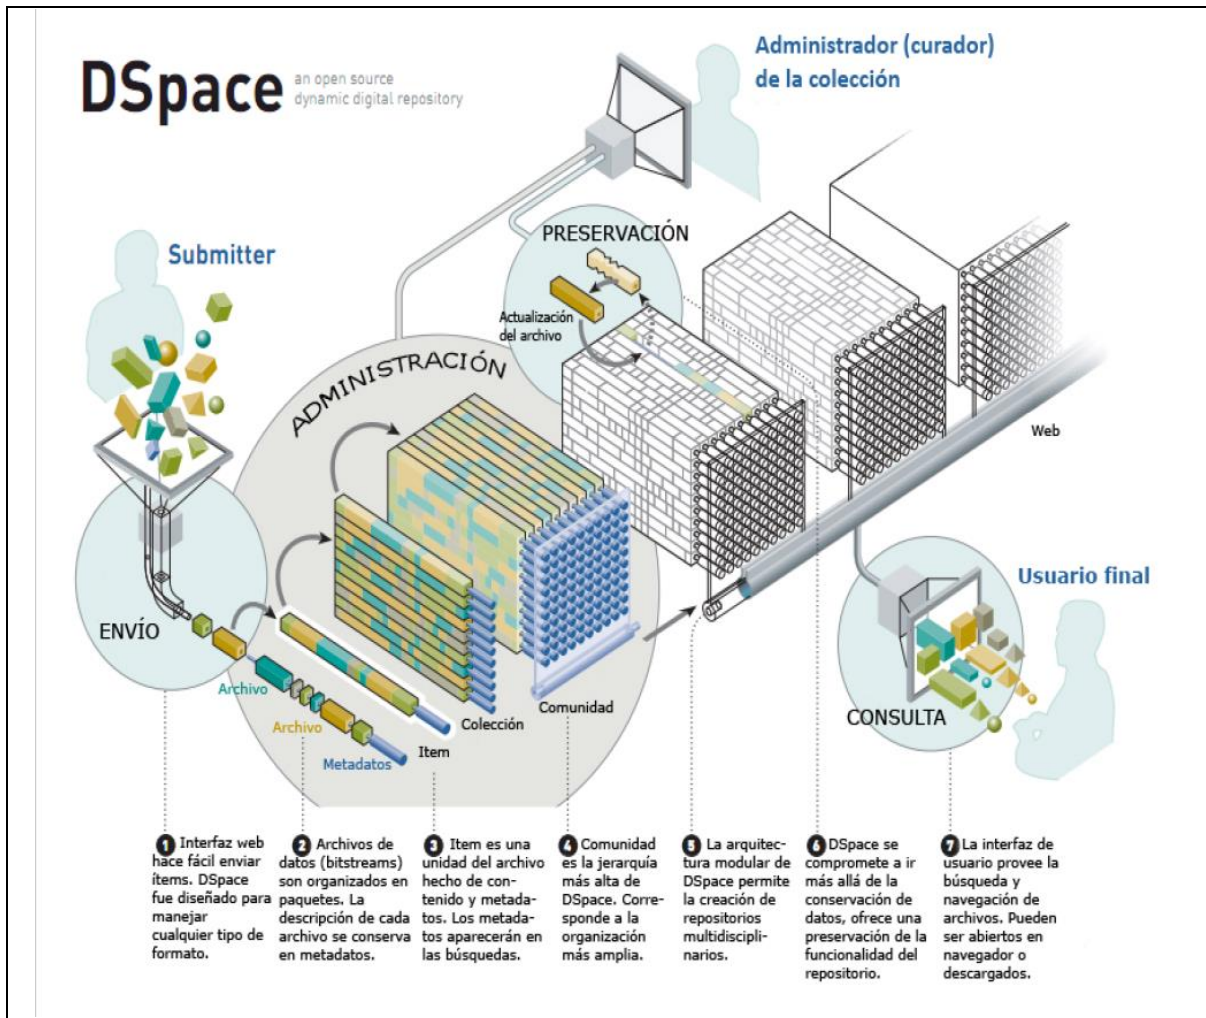 DSpace
an open source
dynamic digital repository
Administrador (curador)
de la colección
Submitter
PRESERVACIÓN
Actualización
del archivo
ADMINISTRACIÓN
Web
ENVÍO
Archivo
Archivo
Metadatos
Item
Colección
Comunidad
Usuario final
CONSULTA
1 Interfaz web
hace fácil enviar
ítems. DSpace
fue diseñado para
manejar
cualquier tipo de
formato.
2 Archivos de
datos (bitstreams)
son organizados en
paquetes. La
descripción de cada
archivo se conserva
en metadatos.
3 Item es una
unidad del archivo
hecho de con-
tenido y metada-
tos. Los metada-
tos aparecerán en
las búsquedas.
4 Comunidad
es la jerarquía
más alta de
DSpace. Corre-
sponde a la
organización
más amplia.
5 La arquitec-
tura modular de
DSpace permite
la creación de
repositorios
multidiscipli-
narios.
6 DSpace se
compromete a ir
más allá de la
conservación de
datos, ofrece una
preservación de la
funcionalidad del
repositorio.
7 La interfaz de
usuario provee la
búsqueda y
navegación de
archivos. Pueden
ser abiertos en
navegador o
descargados.